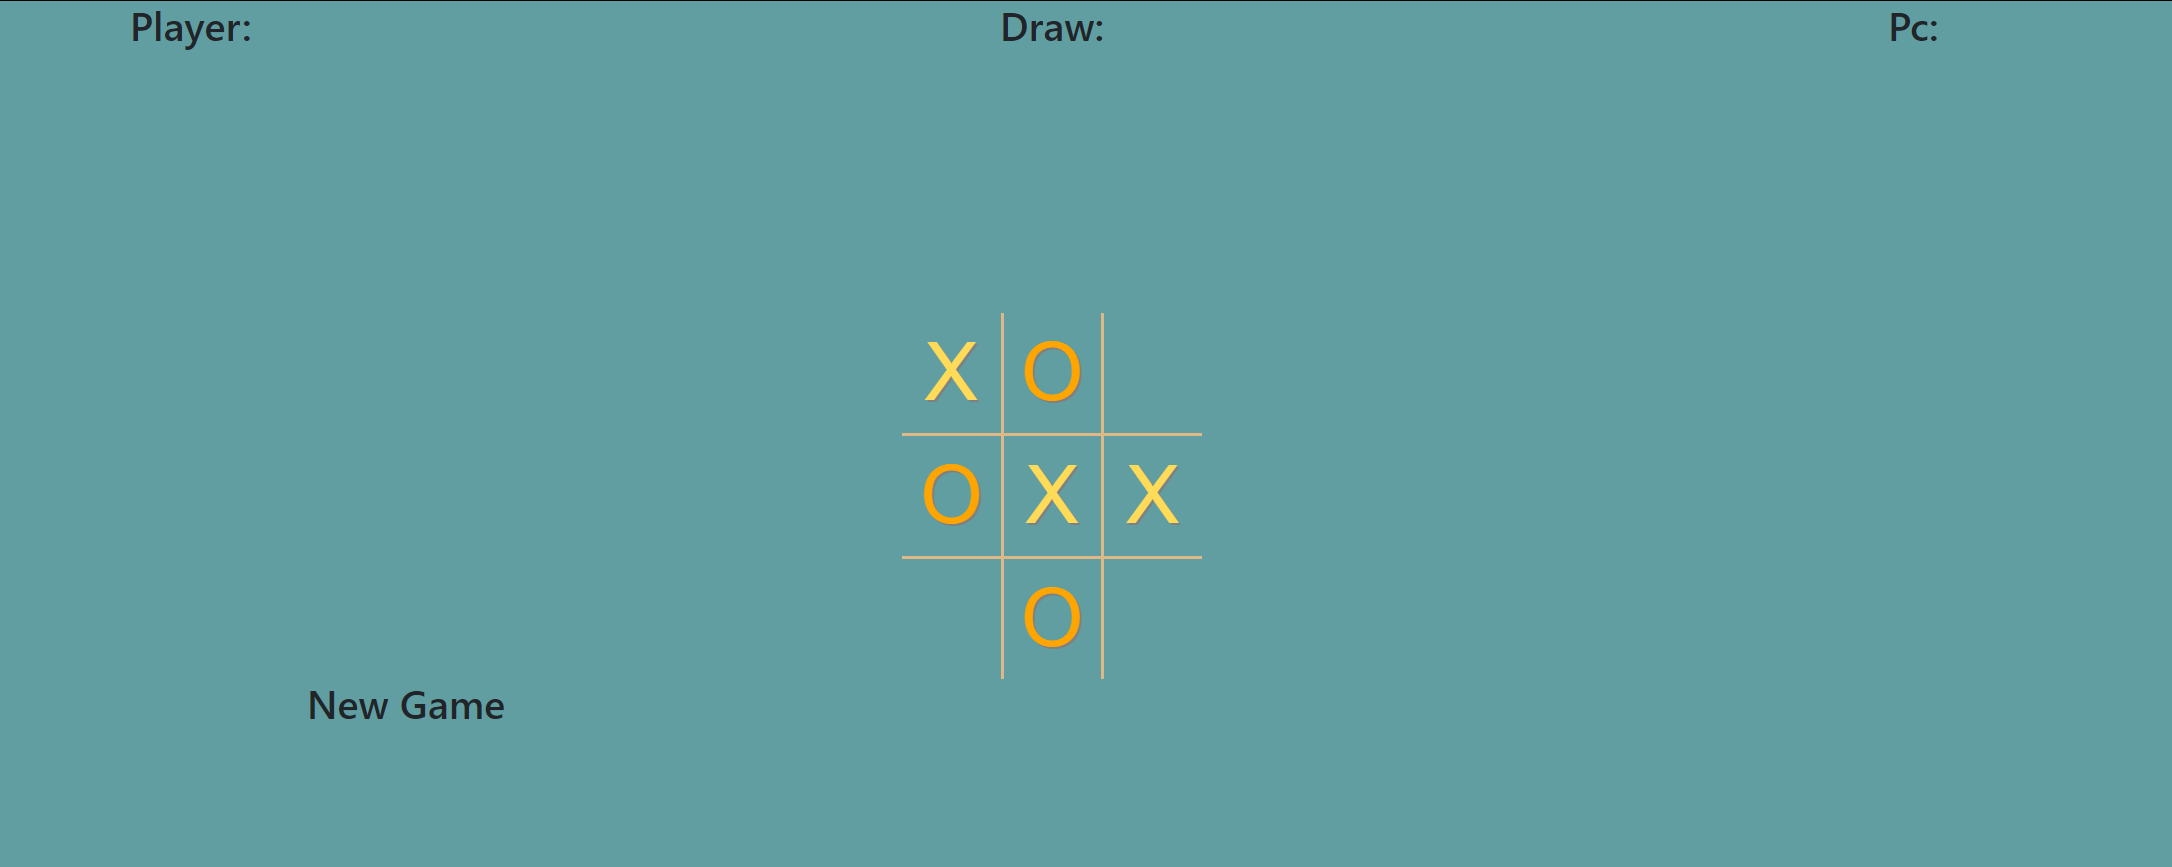 Player: Draw: Pc:
X O
O X X
O
New Game